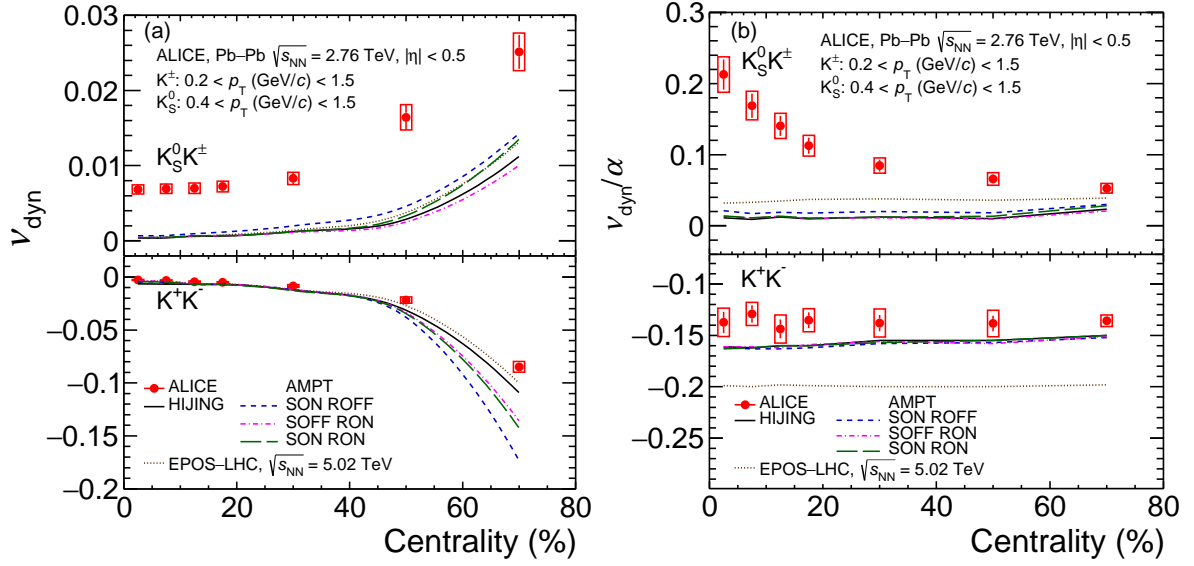 (a)
ALICE, Pb–Pb √sNN = 2.76 TeV, |η| < 0.5
K±: 0.2 < pT (GeV/c) < 1.5
K0S: 0.4 < pT (GeV/c) < 1.5
K0SK±
0.04
0.03
0.02
0.01
0
νdyn
K+K-
0
−0.05
−0.1
−0.15
−0.2
ALICE
HIJING
AMPT
SON ROFF
SOFF RON
SON RON
EPOS–LHC, √sNN = 5.02 TeV
0 20 40 60 80
Centrality (%)
(b)
ALICE, Pb–Pb √sNN = 2.76 TeV, |η| < 0.5
K0SK±
K±: 0.2 < pT (GeV/c) < 1.5
K0S: 0.4 < pT (GeV/c) < 1.5
0.3
0.2
0.1
0
νdyn/α
K+K-
−0.1
−0.15
−0.2
−0.25
ALICE
HIJING
AMPT
SON ROFF
SOFF RON
SON RON
EPOS–LHC, √sNN = 5.02 TeV
0 20 40 60 80
Centrality (%)